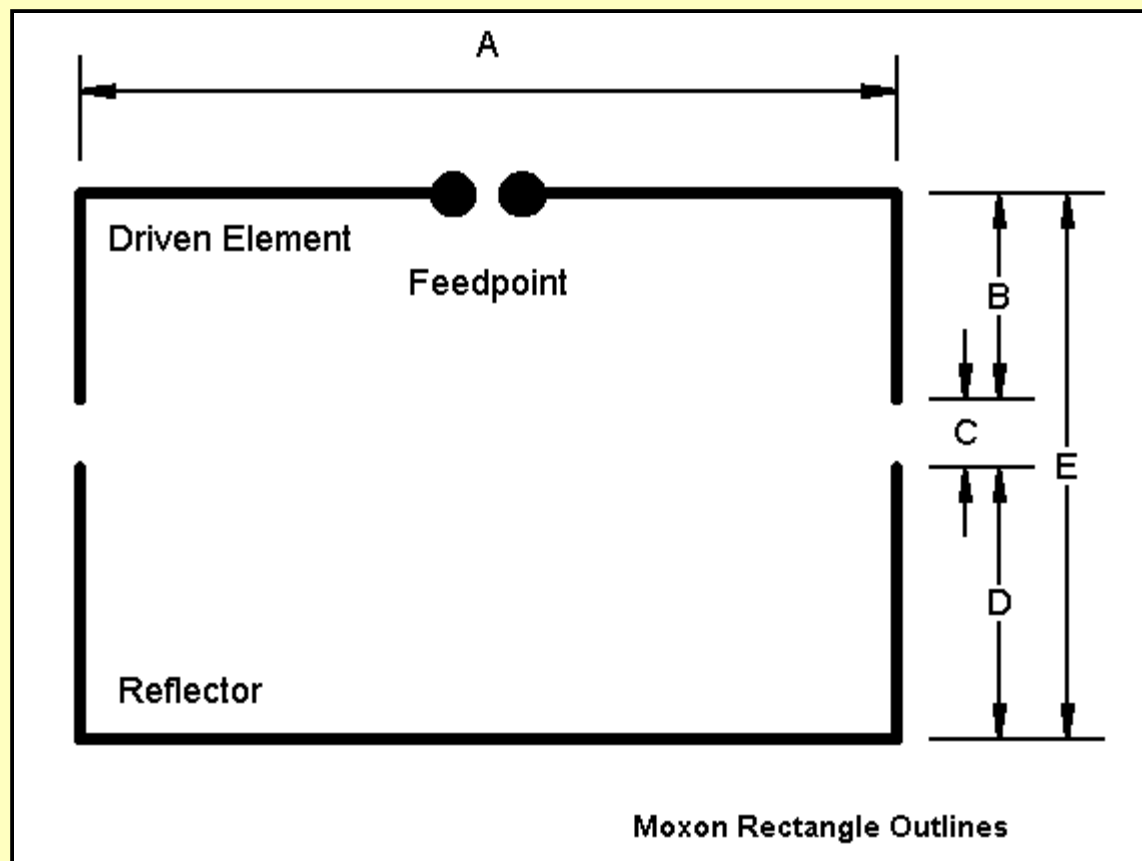 A
Driven Element
Feedpoint
B
C
E
D
Reflector
Moxon Rectangle Outlines